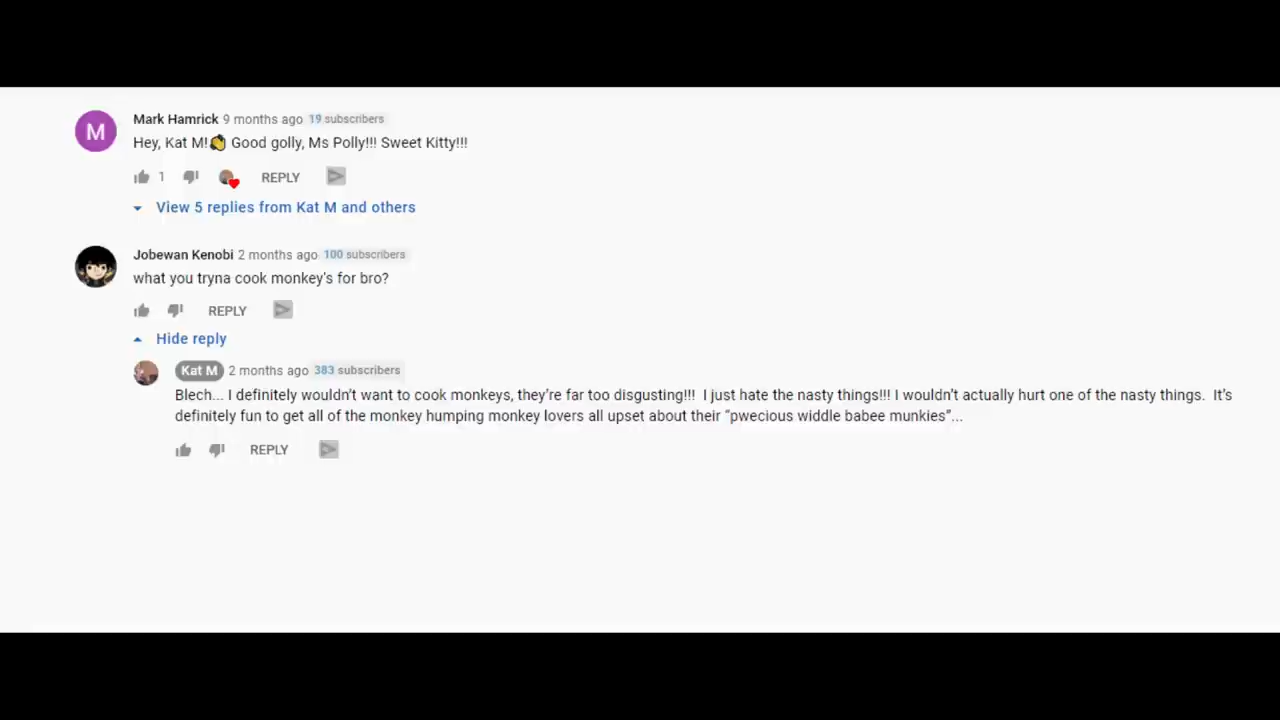 M
Mark Hamrick 9 months ago 19 subscribers
Hey, Kat M!👏 Good golly, Ms Polly!!! Sweet Kitty!!!
1 REPLY
View 5 replies from Kat M and others
Jobewan Kenobi 2 months ago 100 subscribers
what you tryna cook monkey's for bro?
REPLY
Hide reply
Kat M 2 months ago 383 subscribers
Blech... I definitely wouldn't want to cook monkeys, they're far too disgusting!!! I just hate the nasty things!!! I wouldn't actually hurt one of the nasty things. It's
definitely fun to get all of the monkey humping monkey lovers all upset about their “pwecious widdle babee munkies”...
REPLY